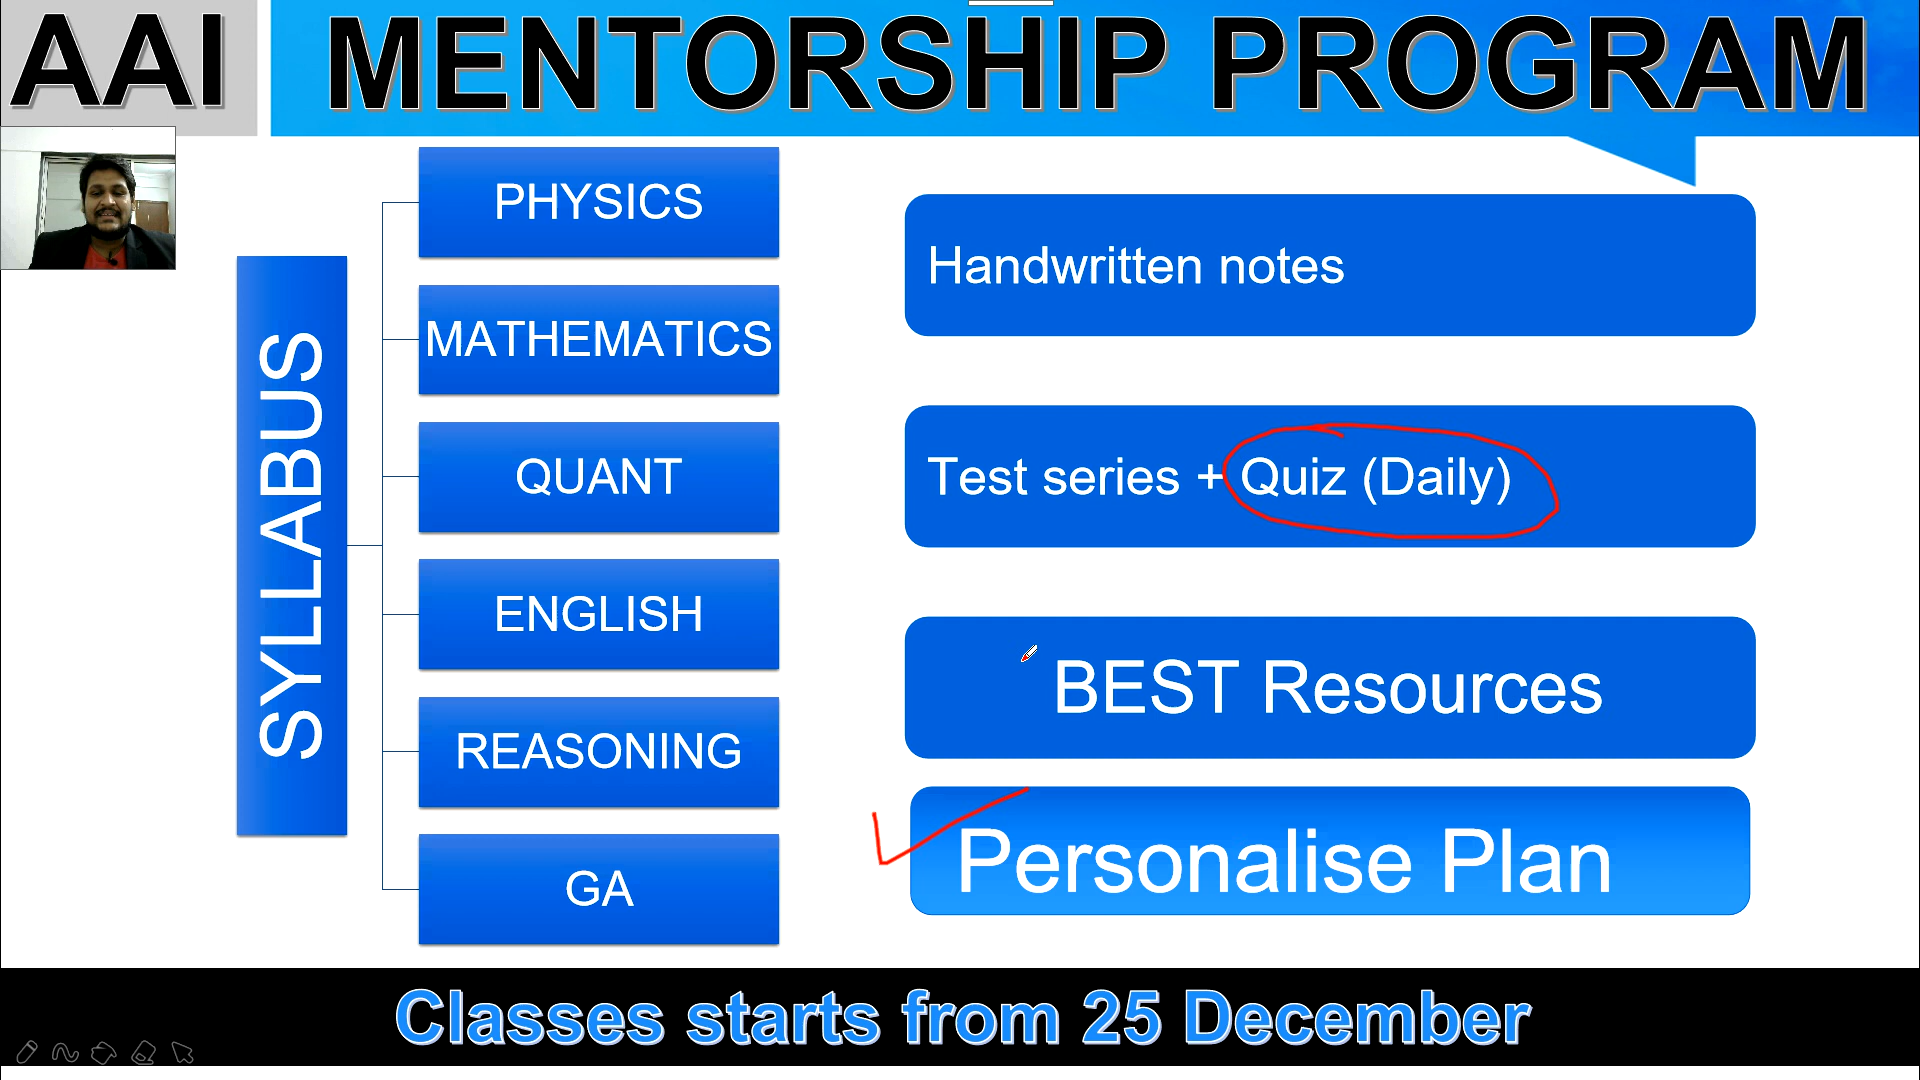 AAI MENTORSHIP PROGRAM
SYLLABUS
PHYSICS
MATHEMATICS
QUANT
ENGLISH
REASONING
GA
Handwritten notes
Test series + Quiz (Daily)
BEST Resources
Personalise Plan
Classes starts from 25 December